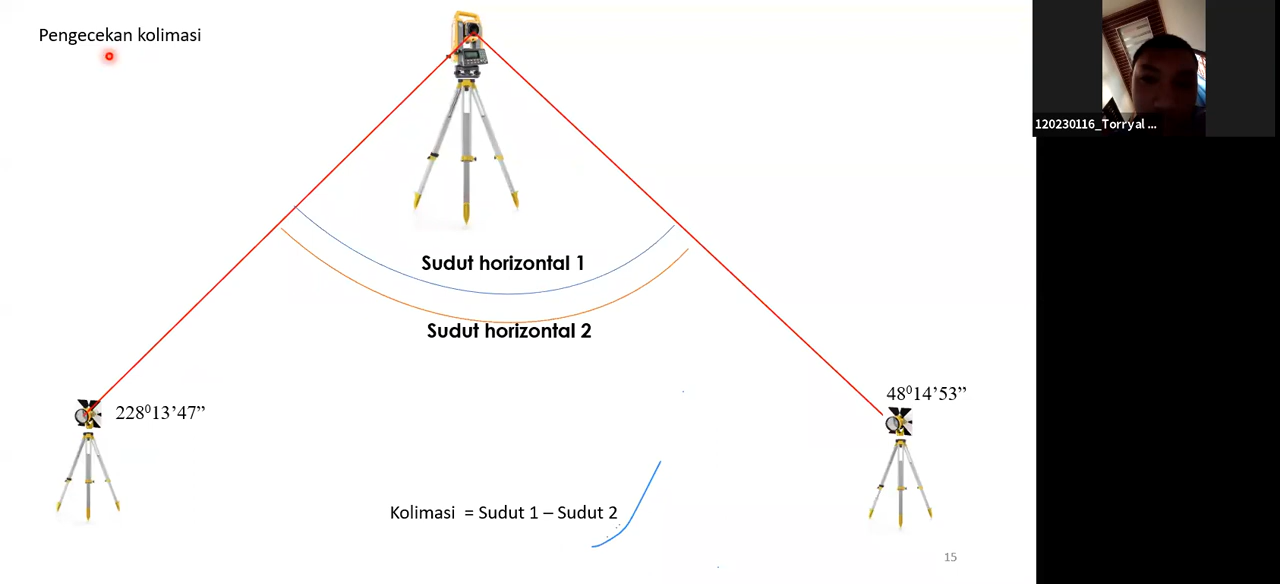 Pengecekan kolimasi
120230116_Torryal ...
Sudut horizontal 1
Sudut horizontal 2
228⁰13’47”
48⁰14’53”
Kolimasi = Sudut 1 – Sudut 2
15